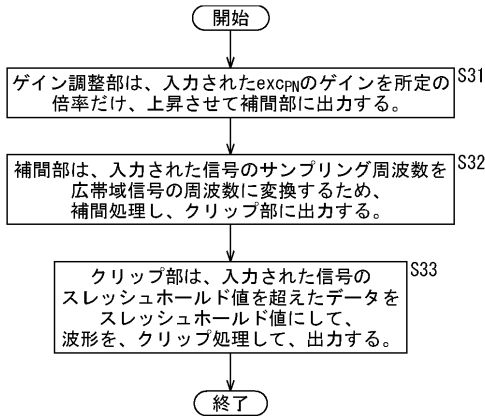 開始
ゲイン調整部は、入力されたexcPNのゲインを所定の
倍率だけ、上昇させて補間部に出力する。
S31
補間部は、入力された信号のサンプリング周波数を
広帯域信号の周波数に変換するため、
補間処理し、クリップ部に出力する。
S32
クリップ部は、入力された信号の
スレッシュホールド値を超えたデータを
スレッシュホールド値にして、
波形を、クリップ処理して、出力する。
S33
終了